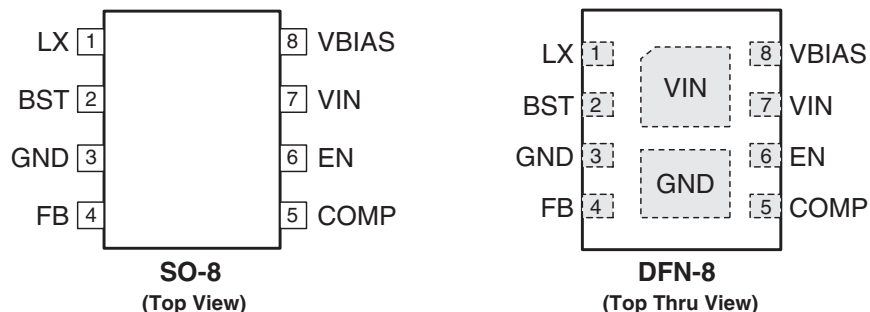 LX 1 8 VBIAS
BST 2 7 VIN
GND 3 6 EN
FB 4 5 COMP
SO-8
(Top View)
LX 1 8 VBIAS
VIN
BST 2 7 VIN
GND 3 6 EN
GND
FB 4 5 COMP
DFN-8
(Top Thru View)